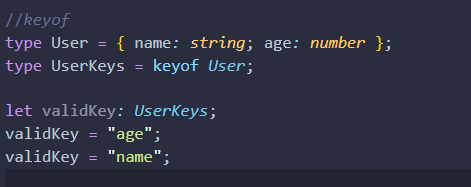 //keyof
type User = { name: string; age: number };
type UserKeys = keyof User;
let validKey: UserKeys;
validKey = "age";
validKey = "name";